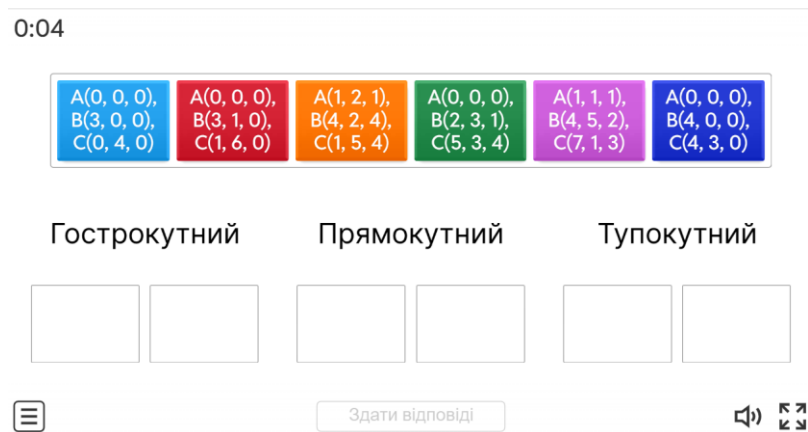 0:04
A(0, 0, 0),
B(3, 0, 0),
C(0, 4, 0)
A(0, 0, 0),
B(3, 1, 0),
C(1, 6, 0)
A(1, 2, 1),
B(4, 2, 4),
C(1, 5, 4)
A(0, 0, 0),
B(2, 3, 1),
C(5, 3, 4)
A(1, 1, 1),
B(4, 5, 2),
C(7, 1, 3)
A(0, 0, 0),
B(4, 0, 0),
C(4, 3, 0)
Гострокутний
Прямокутний
Тупокутний
Здати відповіді